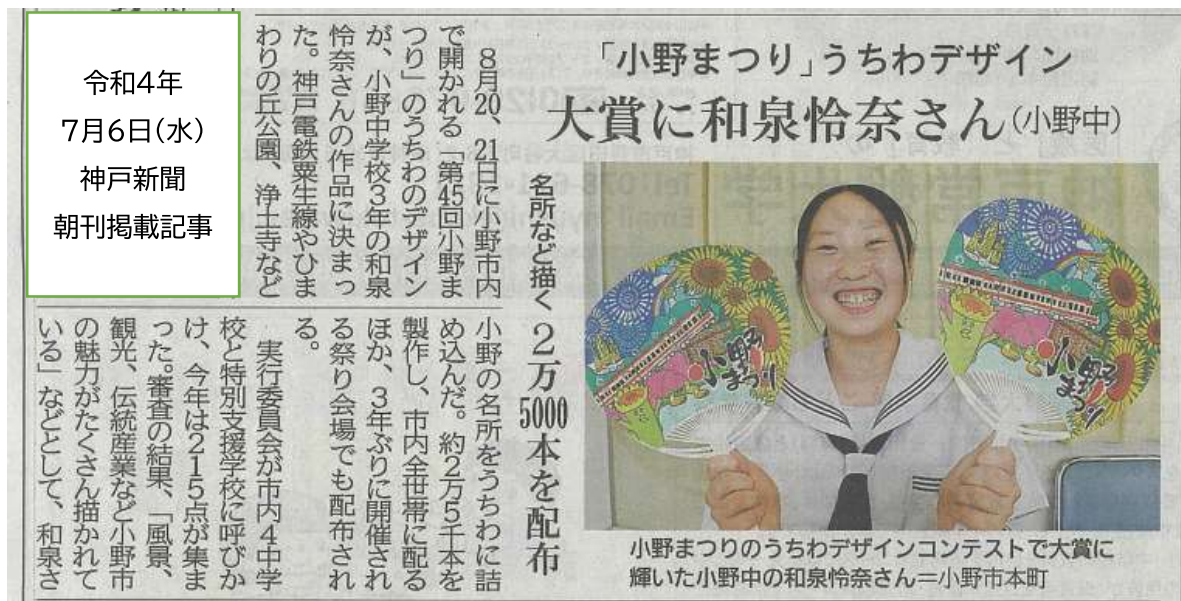 令和4年
7月6日(水)
神戸新聞
朝刊掲載記事
「小野まつり」うちわデザイン
大賞に和泉怜奈さん(小野中)
名所など描く 2万5000本を配布
8月20、21日に小野市内
で開かれる「第45回小野ま
つり」のうちわのデザイン
が、小野中学校3年の和泉
怜奈さんの作品に決まっ
た。神戸電鉄粟生線やひま
わりの丘公園、浄土寺など
小野の名所をうちわに詰
め込んだ。約2万5千本を
製作し、市内全世帯に配る
ほか、3年ぶりに開催され
る祭り会場でも配布され
る。
実行委員会が市内4中学
校と特別支援学校に呼びか
け、今年は215点が集ま
った。審査の結果、「風景、
観光、伝統産業など小野市
の魅力がたくさん描かれて
いる」などとして、和泉さ
小野
まつり
小野
まつり
小野まつりのうちわデザインコンテストで大賞に
輝いた小野中の和泉怜奈さん=小野市本町